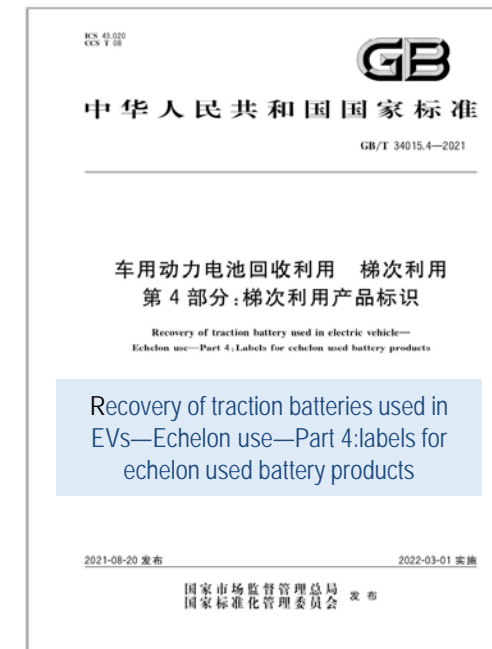 ICS 43.020
CCS T 08
GB
中华人民共和国国家标准
GB/T 34015.4—2021
车用动力电池回收利用 梯次利用
第 4 部分:梯次利用产品标识
Recovery of traction battery used in electric vehicle—
Echelon use—Part 4:Labels for echelon used battery products
Recovery of traction batteries used in
EVs—Echelon use—Part 4:labels for
echelon used battery products
2021-08-20 发布
2022-03-01 实施
国家市场监督管理总局
国家标准化管理委员会 发布